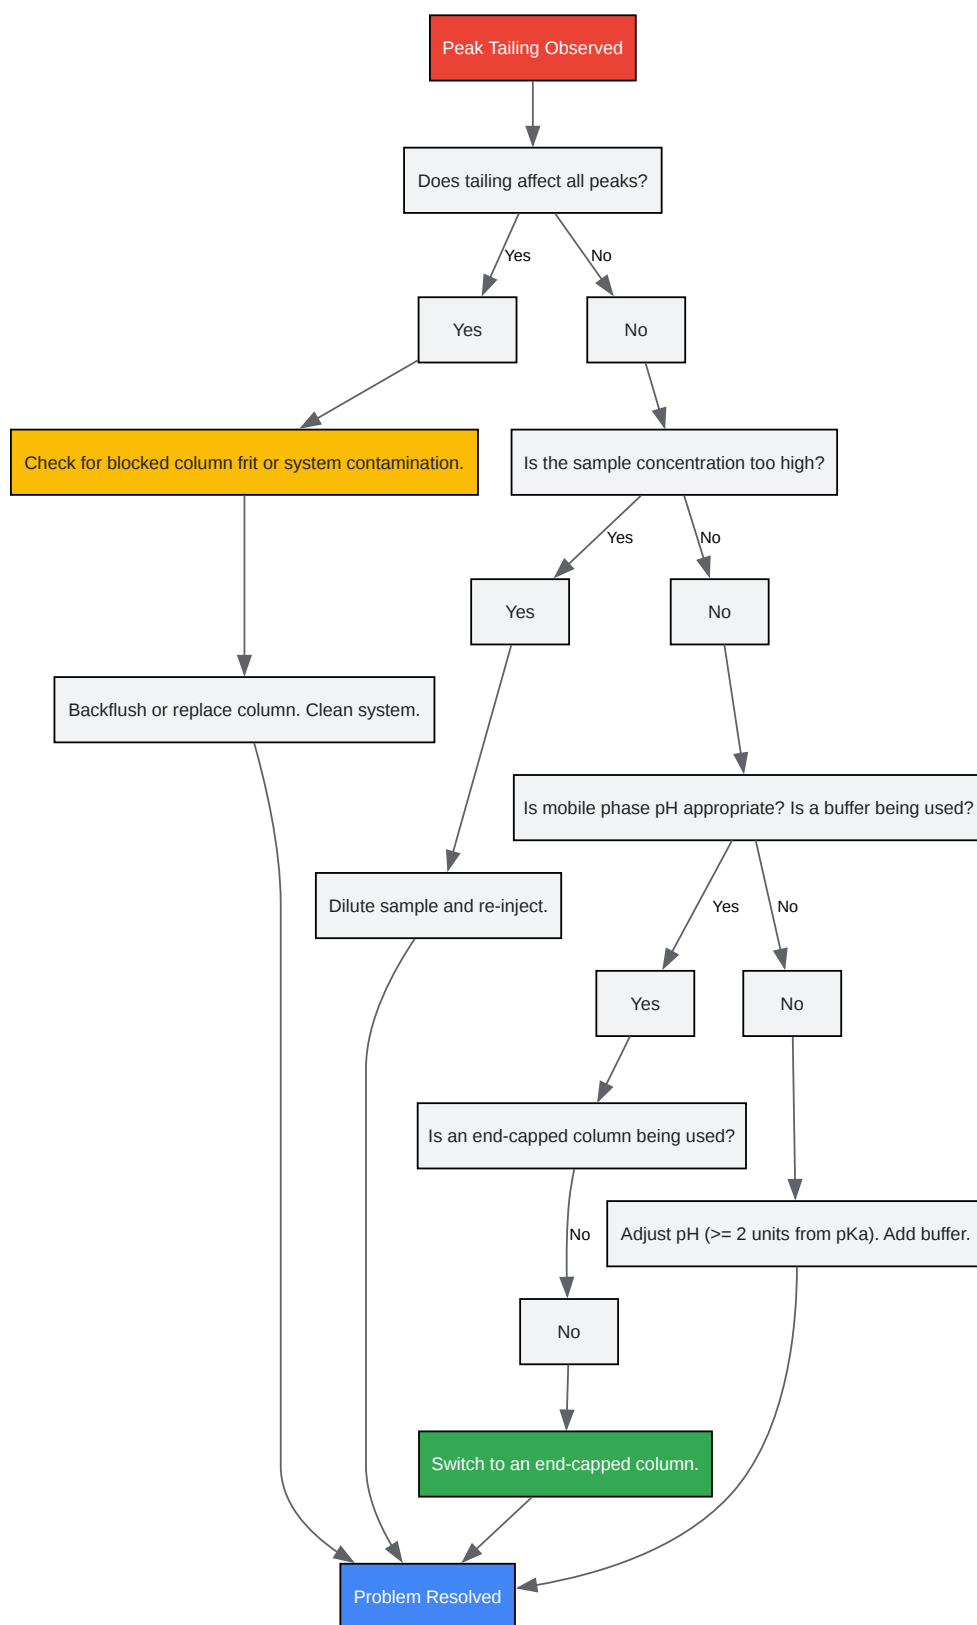 Peak Tailing Observed
Does tailing affect all peaks?
Yes
No
Yes
No
Check for blocked column frit or system contamination.
Is the sample concentration too high?
Yes
No
Yes
No
Backflush or replace column. Clean system.
Is mobile phase pH appropriate? Is a buffer being used?
Dilute sample and re-inject.
Yes
No
Yes
No
Is an end-capped column being used?
No
Adjust pH (>= 2 units from pKa). Add buffer.
No
Switch to an end-capped column.
Problem Resolved